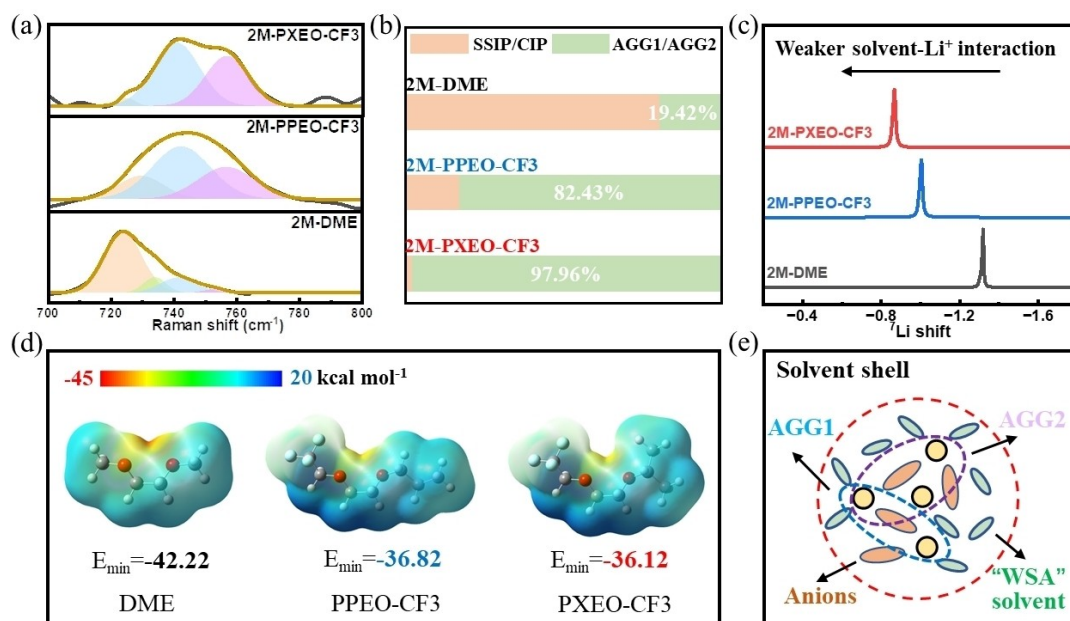 (a)
2M-PXEO-CF3
2M-PPEO-CF3
2M-DME
700 720 740 760 780 800
Raman shift (cm⁻¹)
(b)
SSIP/CIP AGG1/AGG2
2M-DME
19.42%
2M-PPEO-CF3
82.43%
2M-PXEO-CF3
97.96%
(c)
Weaker solvent-Li⁺ interaction
2M-PXEO-CF3
2M-PPEO-CF3
2M-DME
−0.4 −0.8 −1.2 −1.6
⁷Li shift
(d)
-45 20 kcal mol⁻¹
Eₘᵢₙ=-42.22 Eₘᵢₙ=-36.82 Eₘᵢₙ=-36.12
DME PPEO-CF3 PXEO-CF3
(e)
Solvent shell
AGG1 AGG2
Anions
“WSA”
solvent